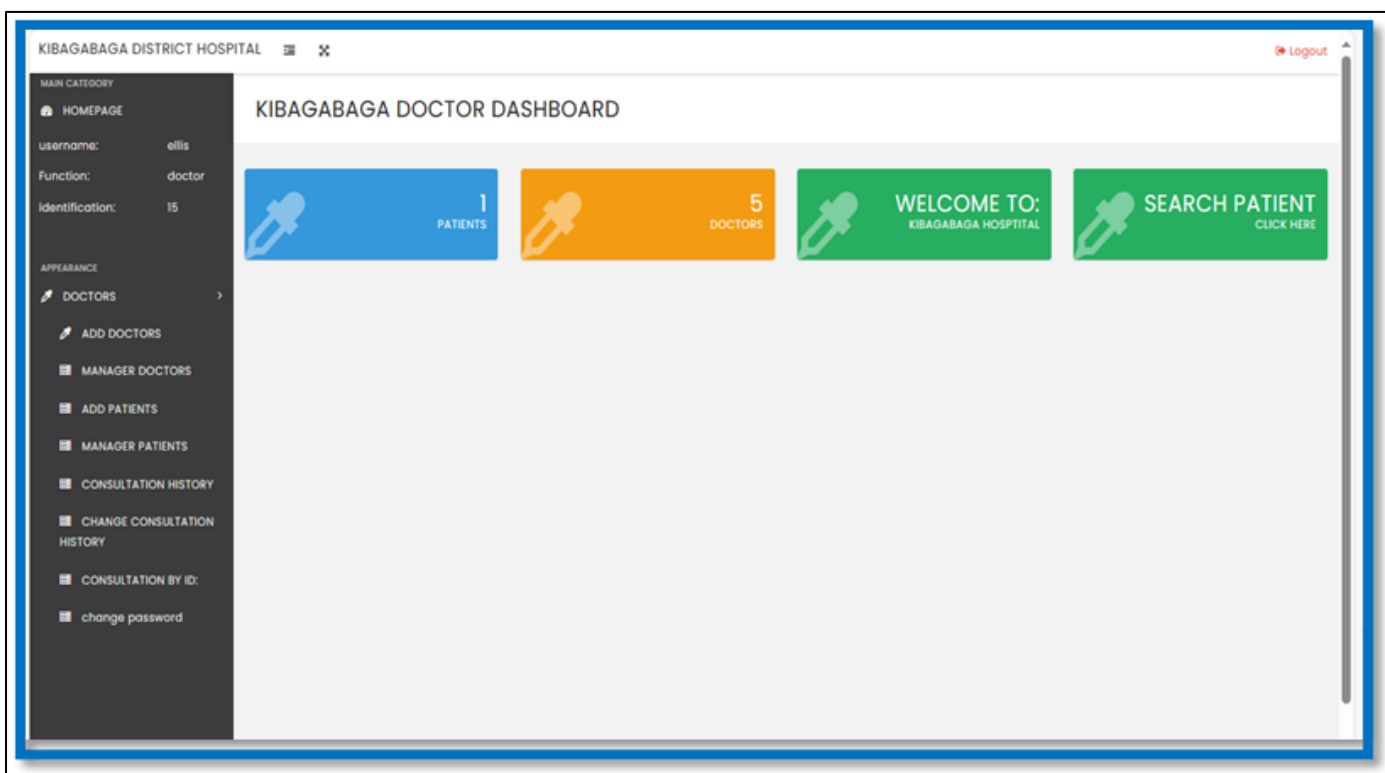 KIBAGABAGA DISTRICT HOSPITAL
Logout
MAIN CATEGORY
HOMEPAGE
username: ellis
Function: doctor
identification: 15
APPEARANCE
DOCTORS
ADD DOCTORS
MANAGER DOCTORS
ADD PATIENTS
MANAGER PATIENTS
CONSULTATION HISTORY
CHANGE CONSULTATION
HISTORY
CONSULTATION BY ID:
change password
KIBAGABAGA DOCTOR DASHBOARD
1
PATIENTS
5
DOCTORS
WELCOME TO:
KIBAGABAGA HOSPTITAL
SEARCH PATIENT
CLICK HERE